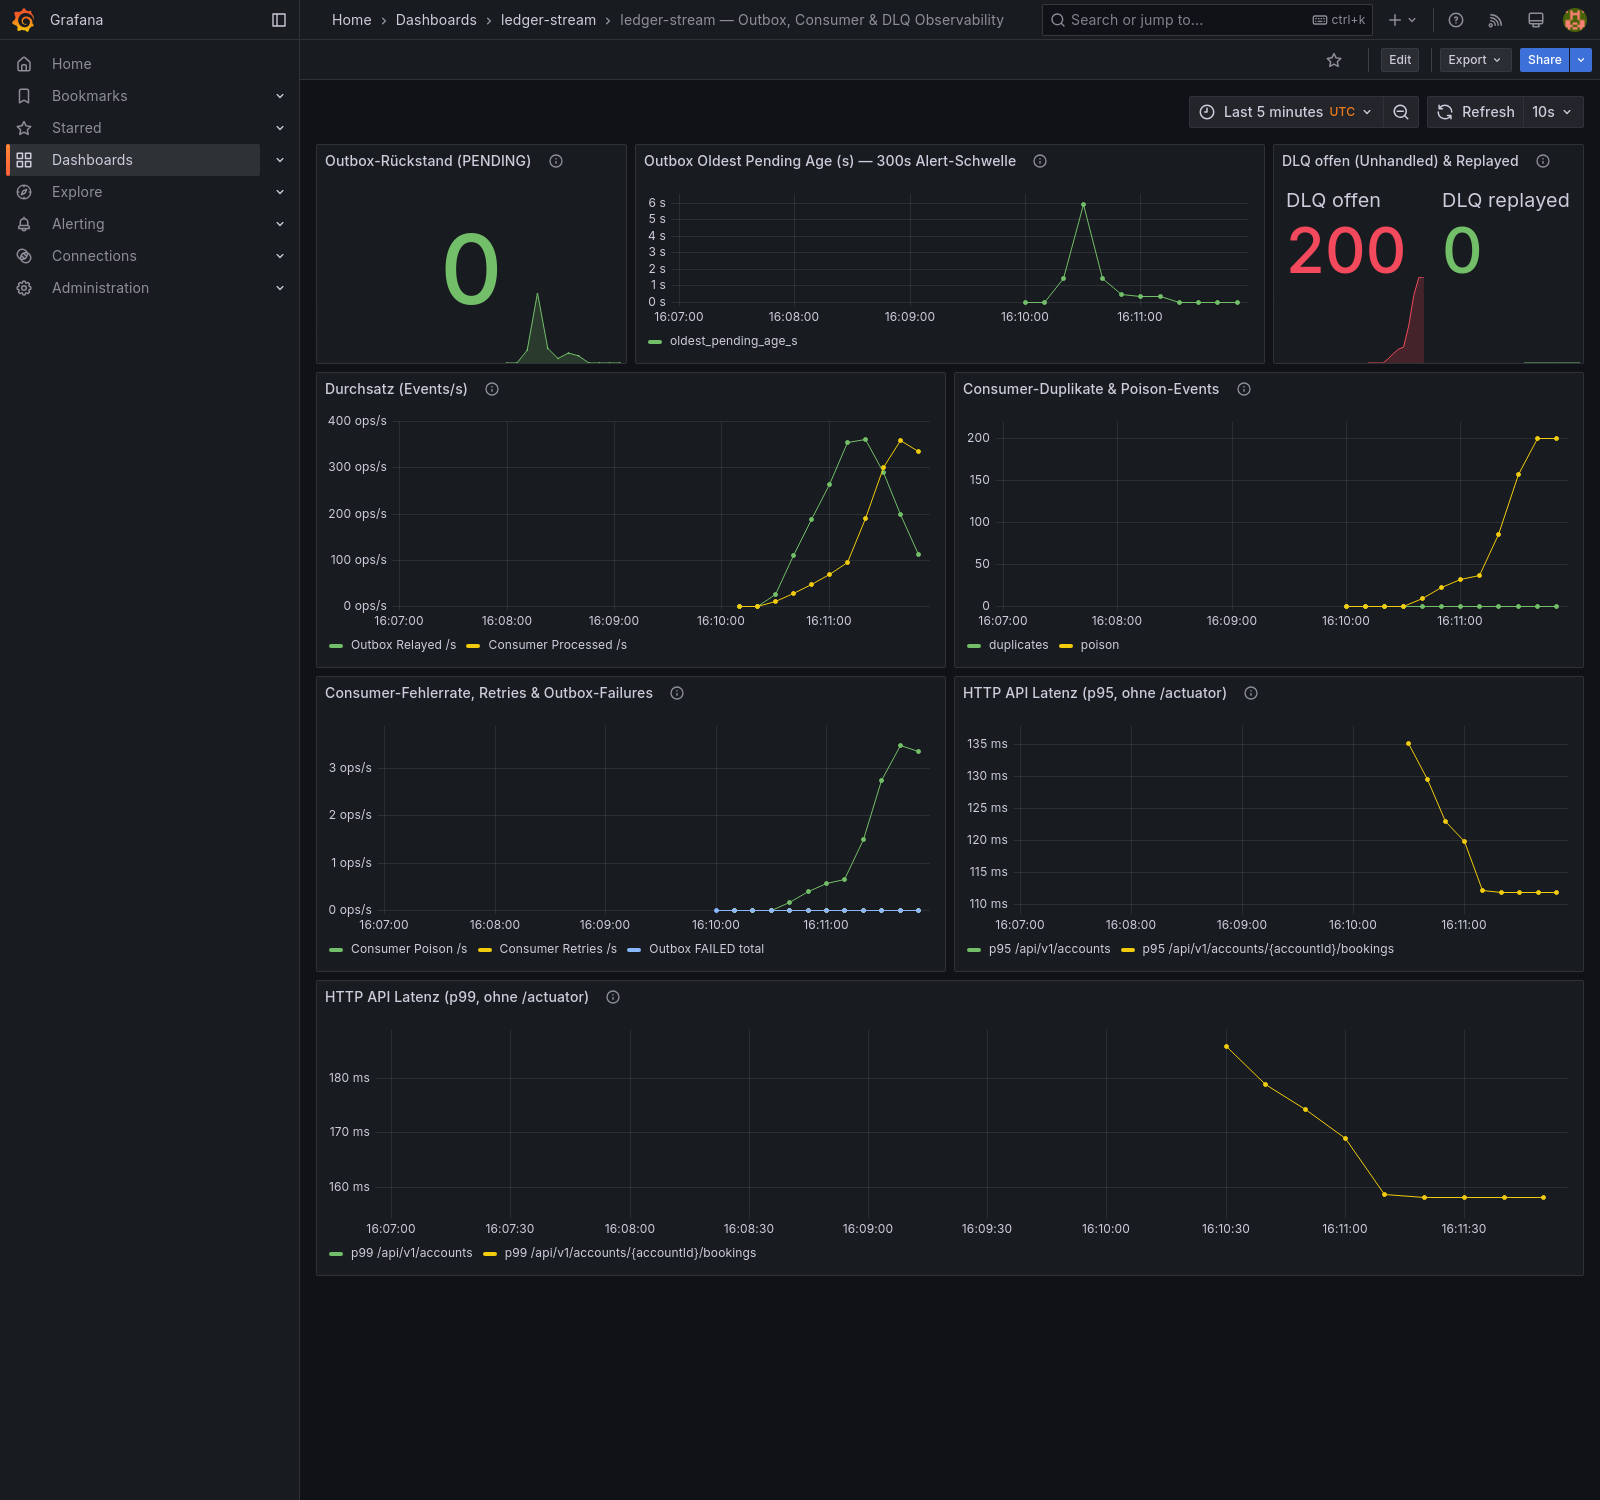 Grafana
Home › Dashboards › ledger-stream › ledger-stream — Outbox, Consumer & DLQ Observability
Search or jump to...
ctrl+k
Home
Bookmarks
Starred
Dashboards
Explore
Alerting
Connections
Administration
Edit
Export
Share
Last 5 minutes UTC
Refresh
10s
Outbox-Rückstand (PENDING)
0
Outbox Oldest Pending Age (s) — 300s Alert-Schwelle
6 s
5 s
4 s
3 s
2 s
1 s
0 s
16:07:00 16:08:00 16:09:00 16:10:00 16:11:00
oldest_pending_age_s
DLQ offen (Unhandled) & Replayed
DLQ offen
200
DLQ replayed
0
Durchsatz (Events/s)
400 ops/s
300 ops/s
200 ops/s
100 ops/s
0 ops/s
16:07:00 16:08:00 16:09:00 16:10:00 16:11:00
Outbox Relayed /s Consumer Processed /s
Consumer-Duplikate & Poison-Events
200
150
100
50
0
16:07:00 16:08:00 16:09:00 16:10:00 16:11:00
duplicates poison
Consumer-Fehlerrate, Retries & Outbox-Failures
3 ops/s
2 ops/s
1 ops/s
0 ops/s
16:07:00 16:08:00 16:09:00 16:10:00 16:11:00
Consumer Poison /s Consumer Retries /s Outbox FAILED total
HTTP API Latenz (p95, ohne /actuator)
135 ms
130 ms
125 ms
120 ms
115 ms
110 ms
16:07:00 16:08:00 16:09:00 16:10:00 16:11:00
p95 /api/v1/accounts p95 /api/v1/accounts/{accountId}/bookings
HTTP API Latenz (p99, ohne /actuator)
180 ms
170 ms
160 ms
16:07:00 16:07:30 16:08:00 16:08:30 16:09:00 16:09:30 16:10:00 16:10:30 16:11:00 16:11:30
p99 /api/v1/accounts p99 /api/v1/accounts/{accountId}/bookings